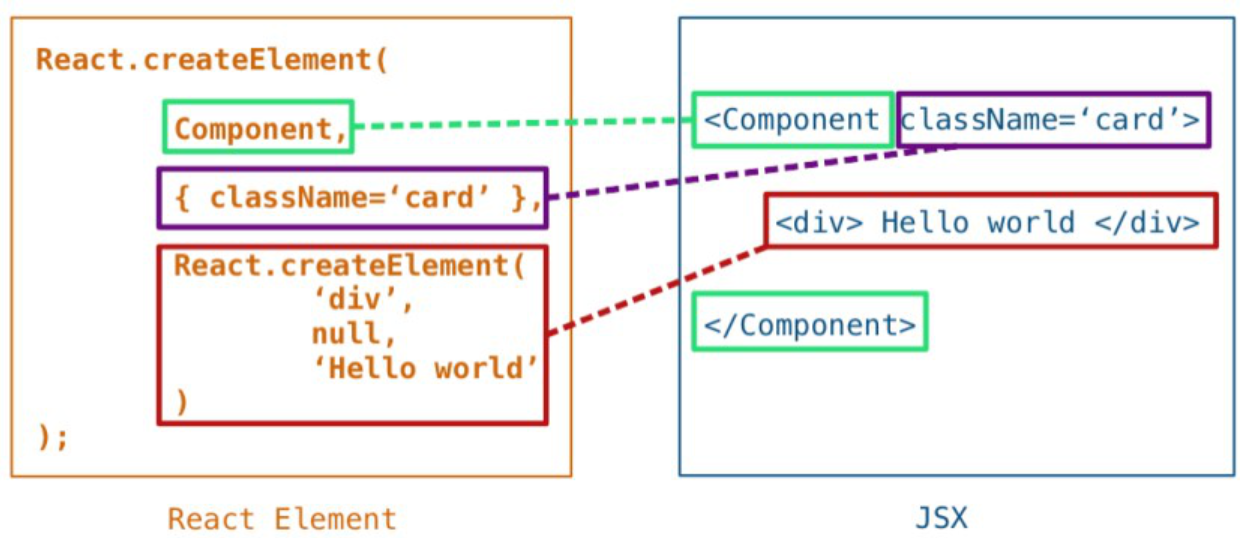 React.createElement(
Component,
{ className=‘card’ },
React.createElement(
‘div’,
null,
‘Hello world’
)
);
React Element
<Component className=‘card’>
<div> Hello world </div>
</Component>
JSX